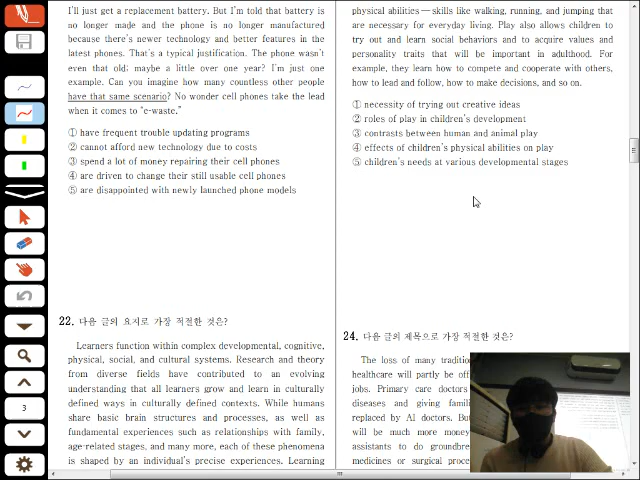 I'll just get a replacement battery. But I'm told that battery is
no longer made and the phone is no longer manufactured
because there's newer technology and better features in the
latest phones. That's a typical justification. The phone wasn't
even that old; maybe a little over one year? I'm just one
example. Can you imagine how many countless other people
have that same scenario? No wonder cell phones take the lead
when it comes to "e-waste."
① have frequent trouble updating programs
② cannot afford new technology due to costs
③ spend a lot of money repairing their cell phones
④ are driven to change their still usable cell phones
⑤ are disappointed with newly launched phone models
22. 다음 글의 요지로 가장 적절한 것은?
Learners function within complex developmental, cognitive,
physical, social, and cultural systems. Research and theory
from diverse fields have contributed to an evolving
understanding that all learners grow and learn in culturally
defined ways in culturally defined contexts. While humans
share basic brain structures and processes, as well as
fundamental experiences such as relationships with family,
age-related stages, and many more, each of these phenomena
is shaped by an individual's precise experiences. Learning
physical abilities — skills like walking, running, and jumping that
are necessary for everyday living. Play also allows children to
try out and learn social behaviors and to acquire values and
personality traits that will be important in adulthood. For
example, they learn how to compete and cooperate with others,
how to lead and follow, how to make decisions, and so on.
① necessity of trying out creative ideas
② roles of play in children's development
③ contrasts between human and animal play
④ effects of children's physical abilities on play
⑤ children's needs at various developmental stages
24. 다음 글의 제목으로 가장 적절한 것은?
The loss of many
healthcare will partly be
jobs. Primary care doctors
diseases and giving
replaced by AI doctors.
will be much more
assistants to do
medicines or surgical
3